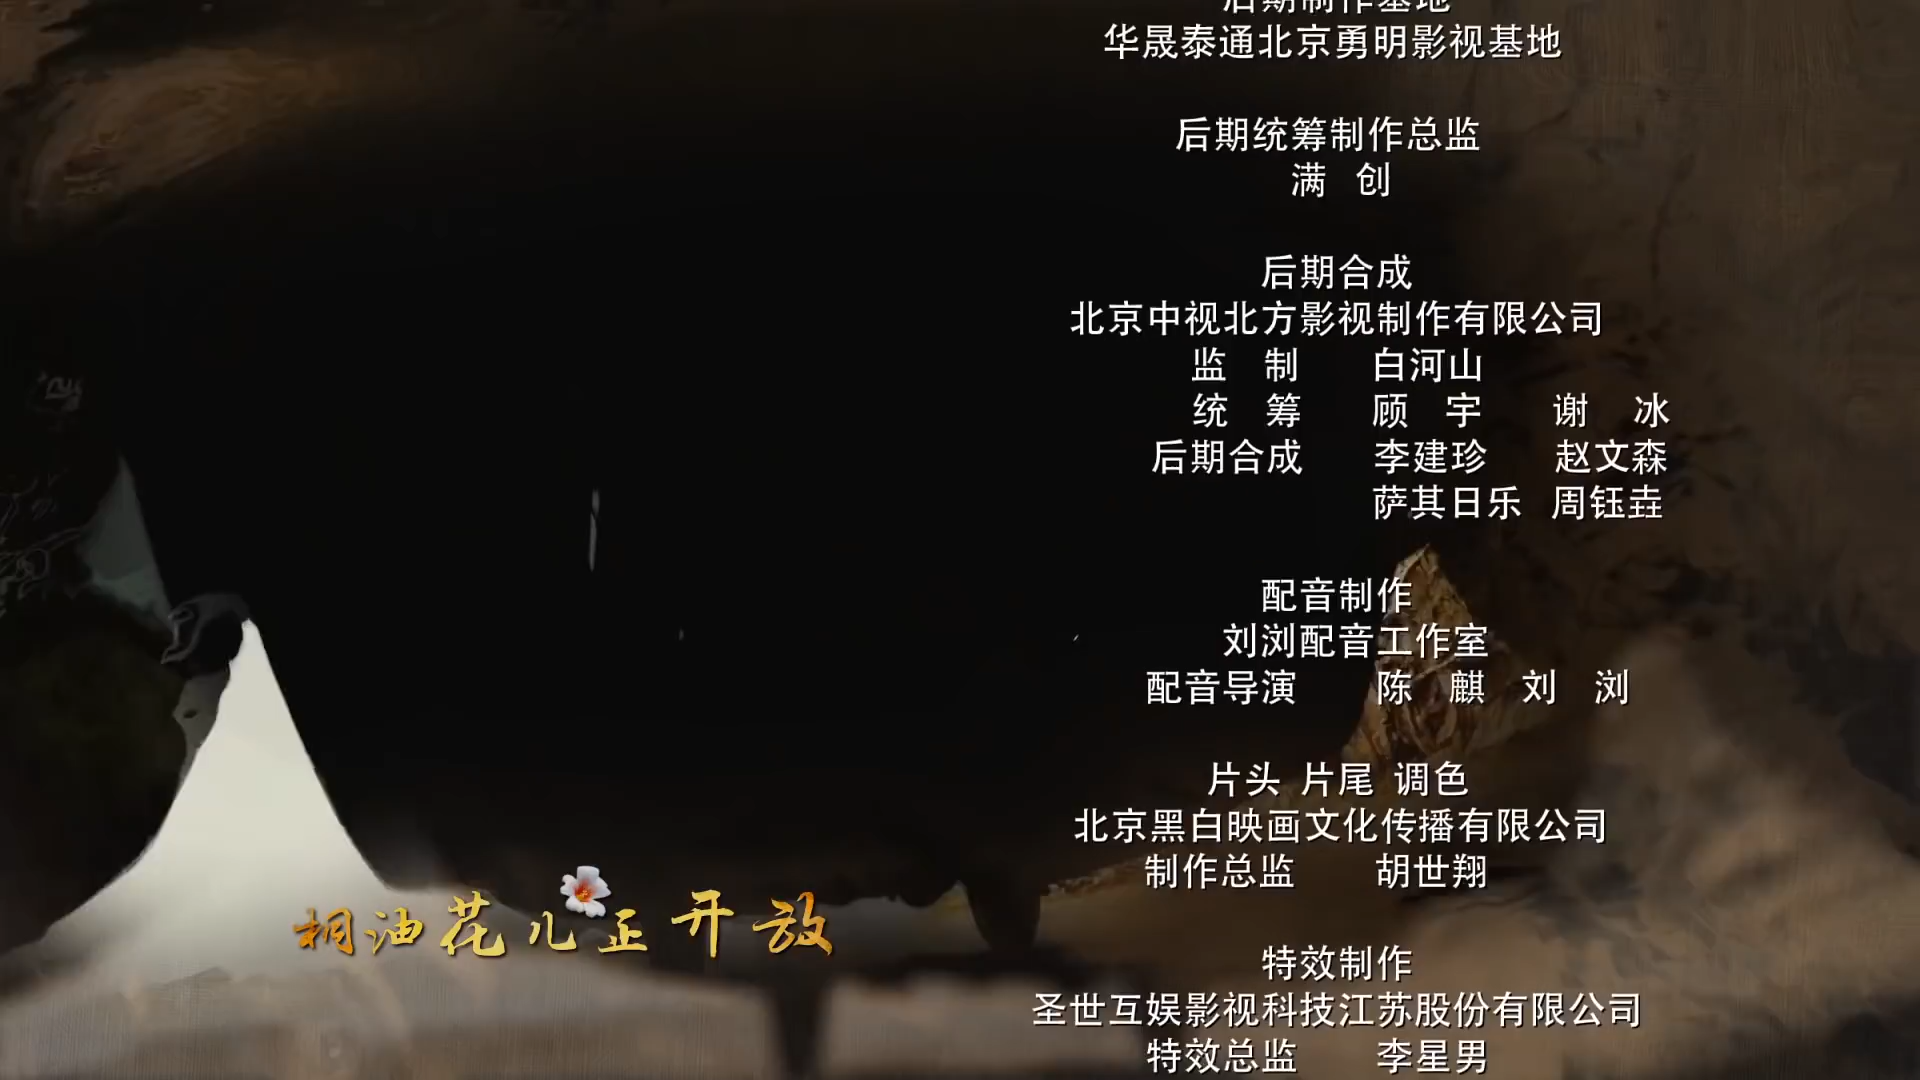 后期制作基地
华晟泰通北京勇明影视基地
后期统筹制作总监
满 创
后期合成
北京中视北方影视制作有限公司
监 制 白河山
统 筹 顾 宇 谢 冰
后期合成 李建珍 赵文森
萨其日乐 周钰垚
配音制作
刘浏配音工作室
配音导演 陈 麒 刘 浏
片头 片尾 调色
北京黑白映画文化传播有限公司
制作总监 胡世翔
桐油花儿正开放
特效制作
圣世互娱影视科技江苏股份有限公司
特效总监 李星男